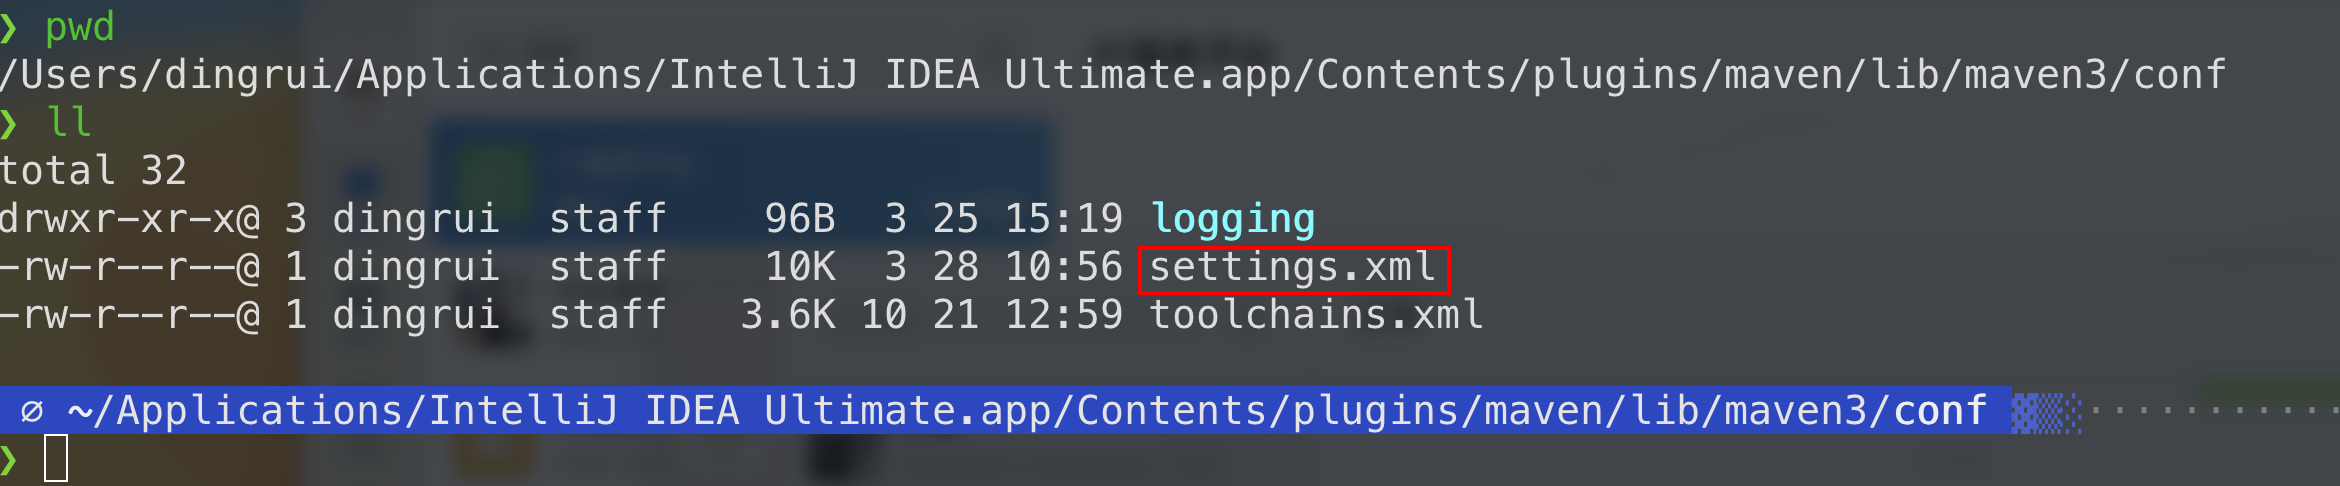 ❯ pwd
/Users/dingrui/Applications/IntelliJ IDEA Ultimate.app/Contents/plugins/maven/lib/maven3/conf
❯ ll
total 32
drwxr-xr-x@ 3 dingrui  staff    96B  3 25 15:19 logging
-rw-r--r--@ 1 dingrui  staff    10K  3 28 10:56 settings.xml
-rw-r--r--@ 1 dingrui  staff   3.6K 10 21 12:59 toolchains.xml
∅ ~/Applications/IntelliJ IDEA Ultimate.app/Contents/plugins/maven/lib/maven3/conf
❯